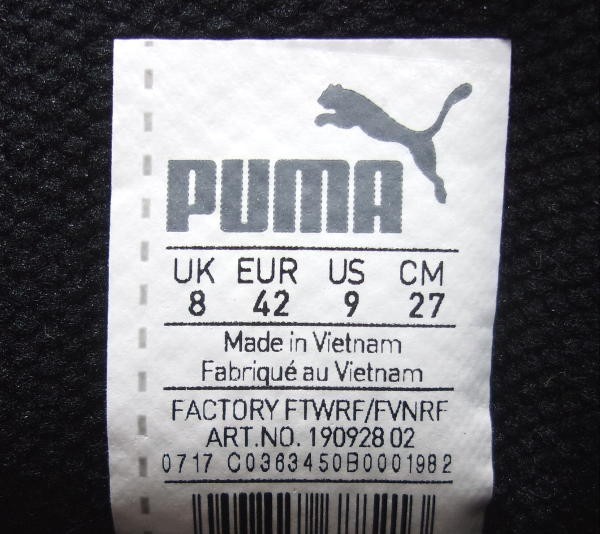 PUMA
UK EUR US CM
8 42 9 27
Made in Vietnam
Fabriqué au Vietnam
FACTORY FTWRF/FVNRF
ART.NO. 190928 02
0717 C0363450B0001982